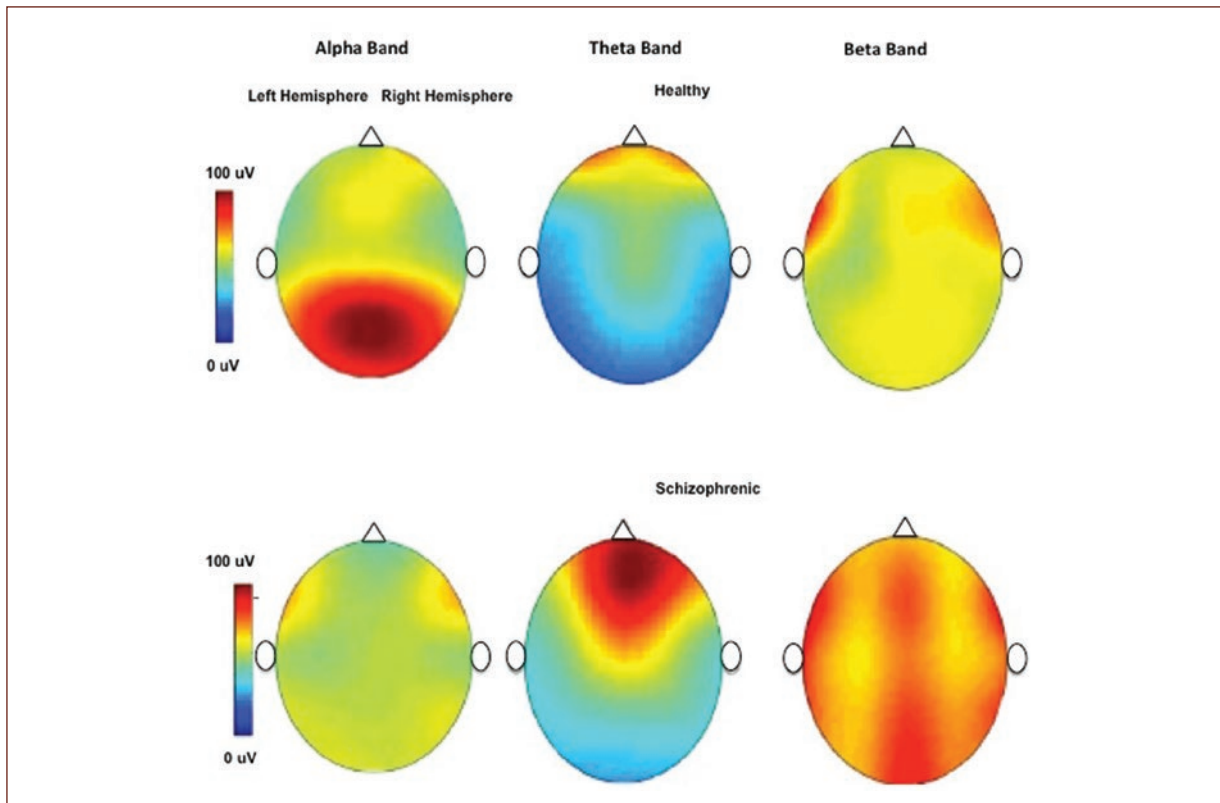 Alpha Band Theta Band Beta Band
Left Hemisphere Right Hemisphere Healthy
100 uV
0 uV
Schizophrenic
100 uV
0 uV